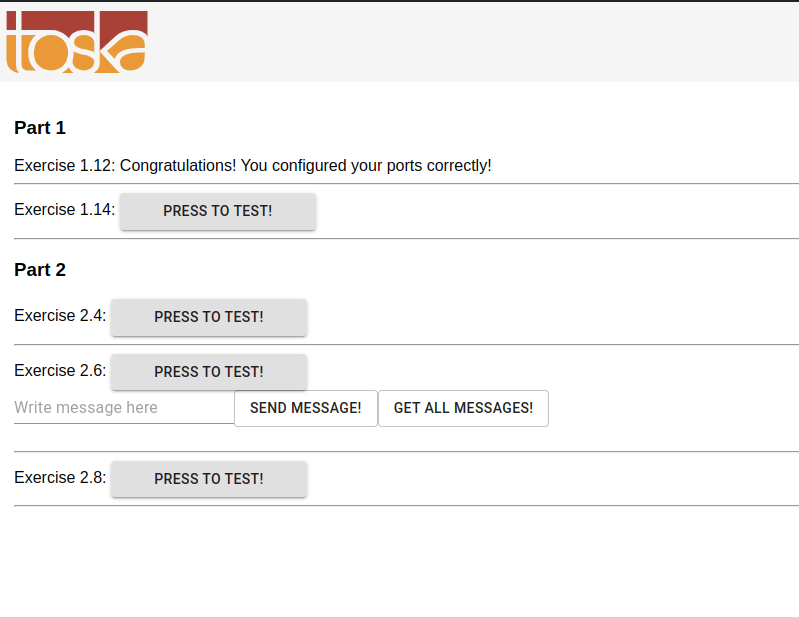 toska
Part 1
Exercise 1.12: Congratulations! You configured your ports correctly!
Exercise 1.14: PRESS TO TEST!
Part 2
Exercise 2.4: PRESS TO TEST!
Exercise 2.6: PRESS TO TEST!
Write message here SEND MESSAGE! GET ALL MESSAGES!
Exercise 2.8: PRESS TO TEST!